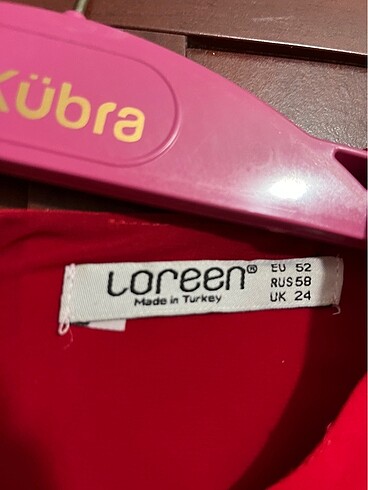 Kübra
Loreen®
Made in Turkey
EU 52
RUS 58
UK 24